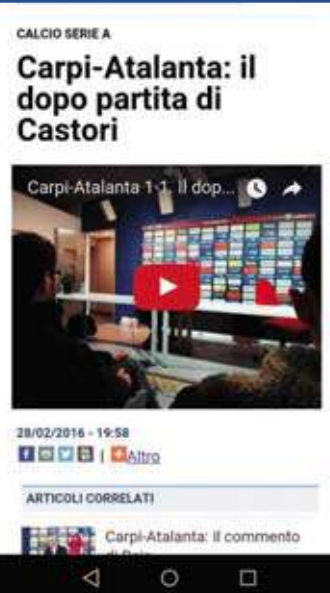 CALCIO SERIE A
Carpi-Atalanta: il
dopo partita di
Castori
Carpi-Atalanta 1-1. Il dop...
28/02/2016 - 19:58
| Altro
ARTICOLI CORRELATI
Carpi-Atalanta: il commento